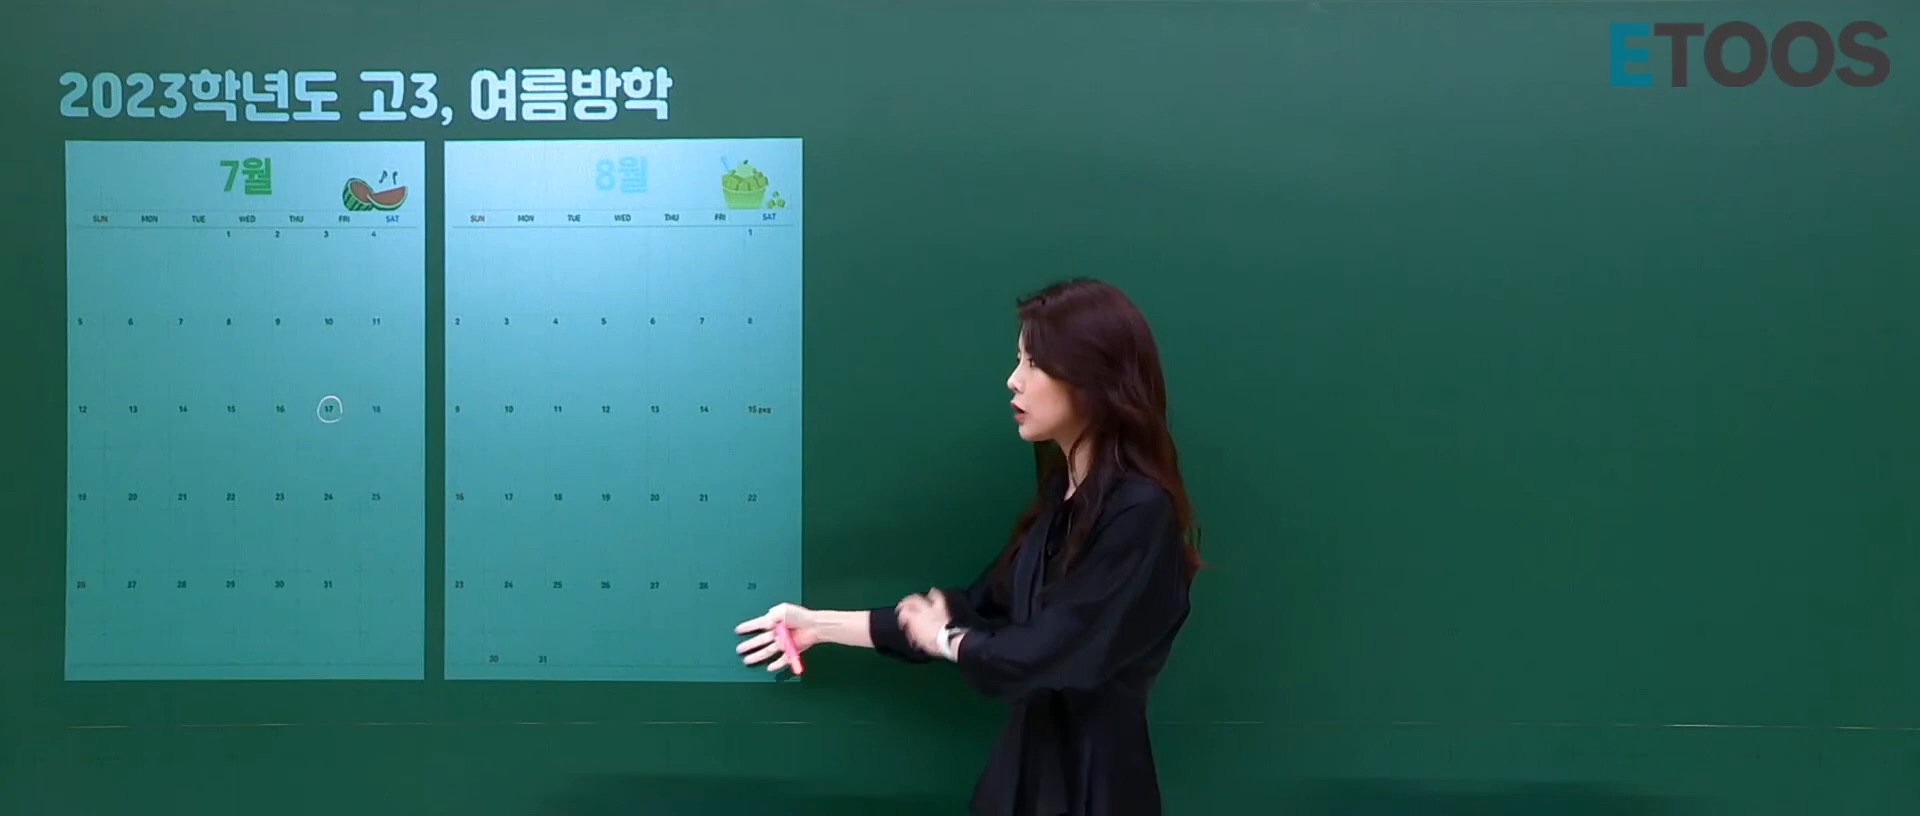 ETOOS
2023학년도 고3, 여름방학
7월
SUN MON TUE WED THU FRI SAT
1 2 3 4
5 6 7 8 9 10 11
12 13 14 15 16 17 18
19 20 21 22 23 24 25
26 27 28 29 30 31
8월
SUN MON TUE WED THU FRI SAT
1
2 3 4 5 6 7 8
9 10 11 12 13 14 15
16 17 18 19 20 21 22
23 24 25 26 27 28 29
30 31